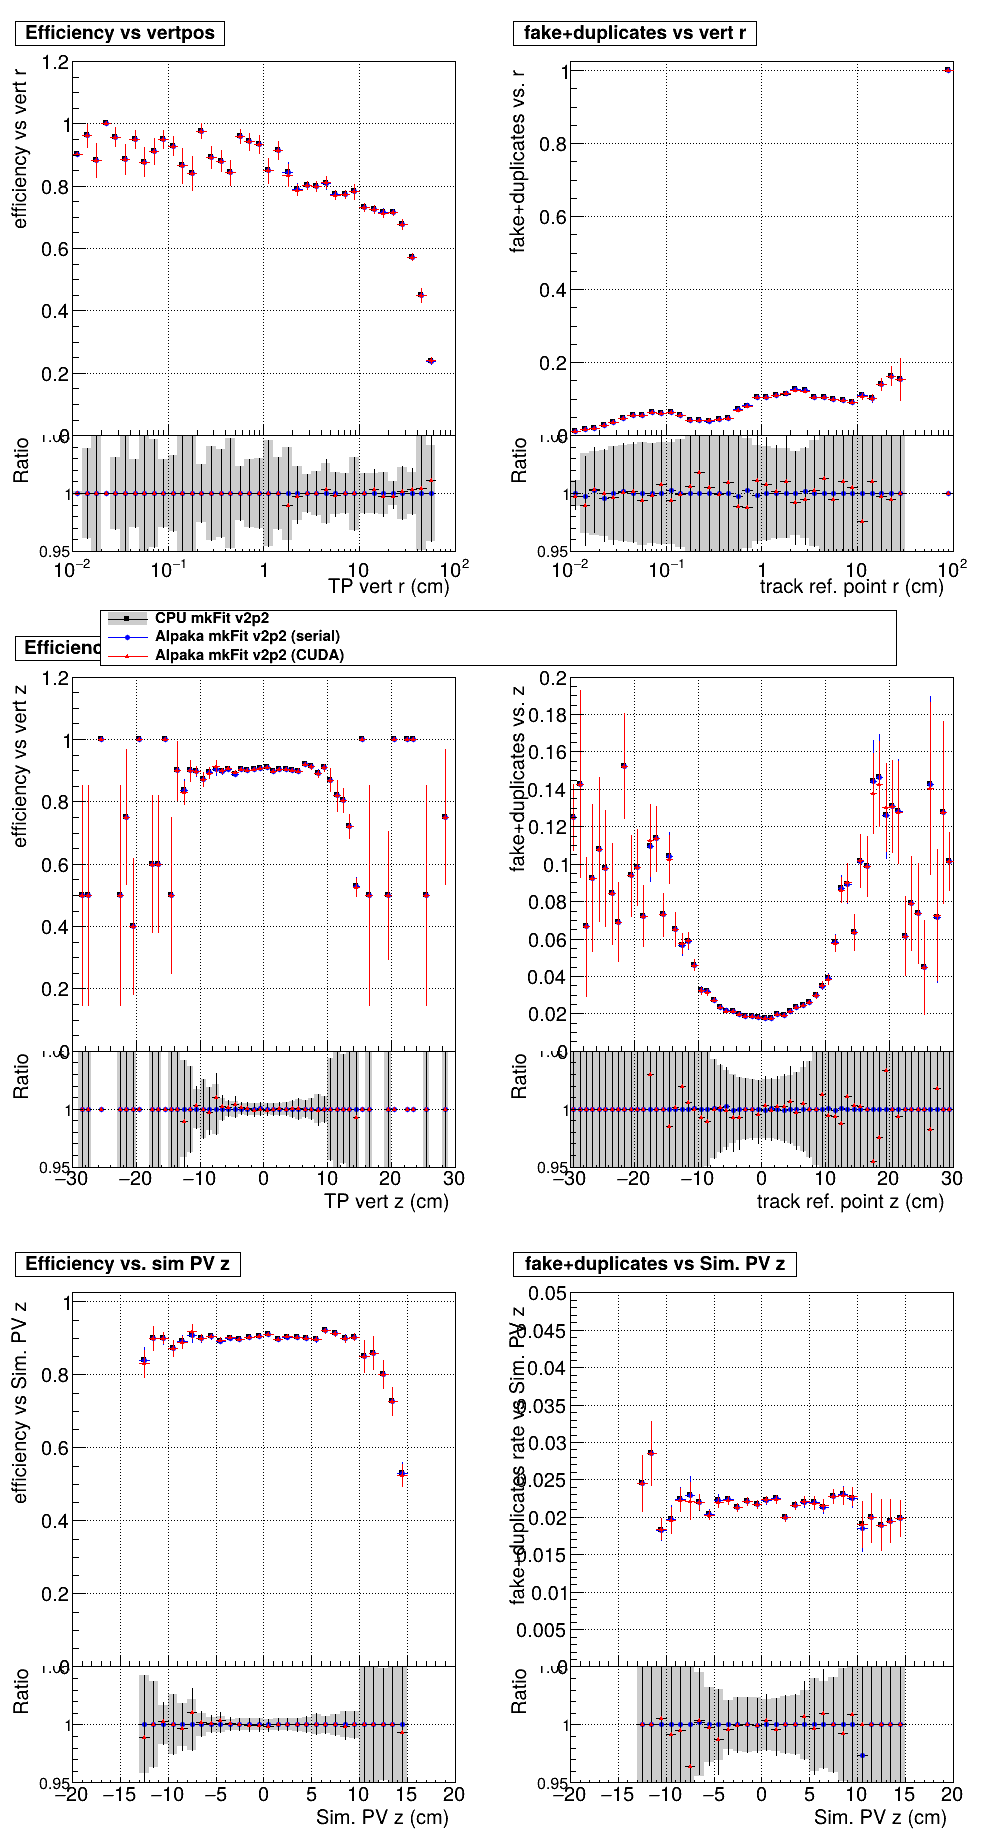 Efficiency vs vertpos
fake+duplicates vs vert r
efficiency vs vert r
1.2
1
0.8
0.6
0.4
0.2
0
Ratio
1
0.95
10⁻² 10⁻¹ 1 10 10²
TP vert r (cm)
fake+duplicates vs. r
1
0.8
0.6
0.4
0.2
Ratio
1
0.95
10⁻² 10⁻¹ 1 10 10²
track ref. point r (cm)
CPU mkFit v2p2
Alpaka mkFit v2p2 (serial)
Alpaka mkFit v2p2 (CUDA)
Efficienc
efficiency vs vert z
1.2
1
0.8
0.6
0.4
0.2
0
Ratio
1
0.95
−30 −20 −10 0 10 20 30
TP vert z (cm)
fake+duplicates vs. z
0.2
0.18
0.16
0.14
0.12
0.1
0.08
0.06
0.04
0.02
0
Ratio
1
0.95
−30 −20 −10 0 10 20 30
track ref. point z (cm)
Efficiency vs. sim PV z
fake+duplicates vs Sim. PV z
efficiency vs Sim. PV z
1
0.8
0.6
0.4
0.2
0
Ratio
1
0.95
−20 −15 −10 −5 0 5 10 15 20
Sim. PV z (cm)
fake+duplicates rate vs Sim. PV z
0.05
0.045
0.04
0.035
0.03
0.025
0.02
0.015
0.01
0.005
0
Ratio
1
0.95
−20 −15 −10 −5 0 5 10 15 20
Sim. PV z (cm)